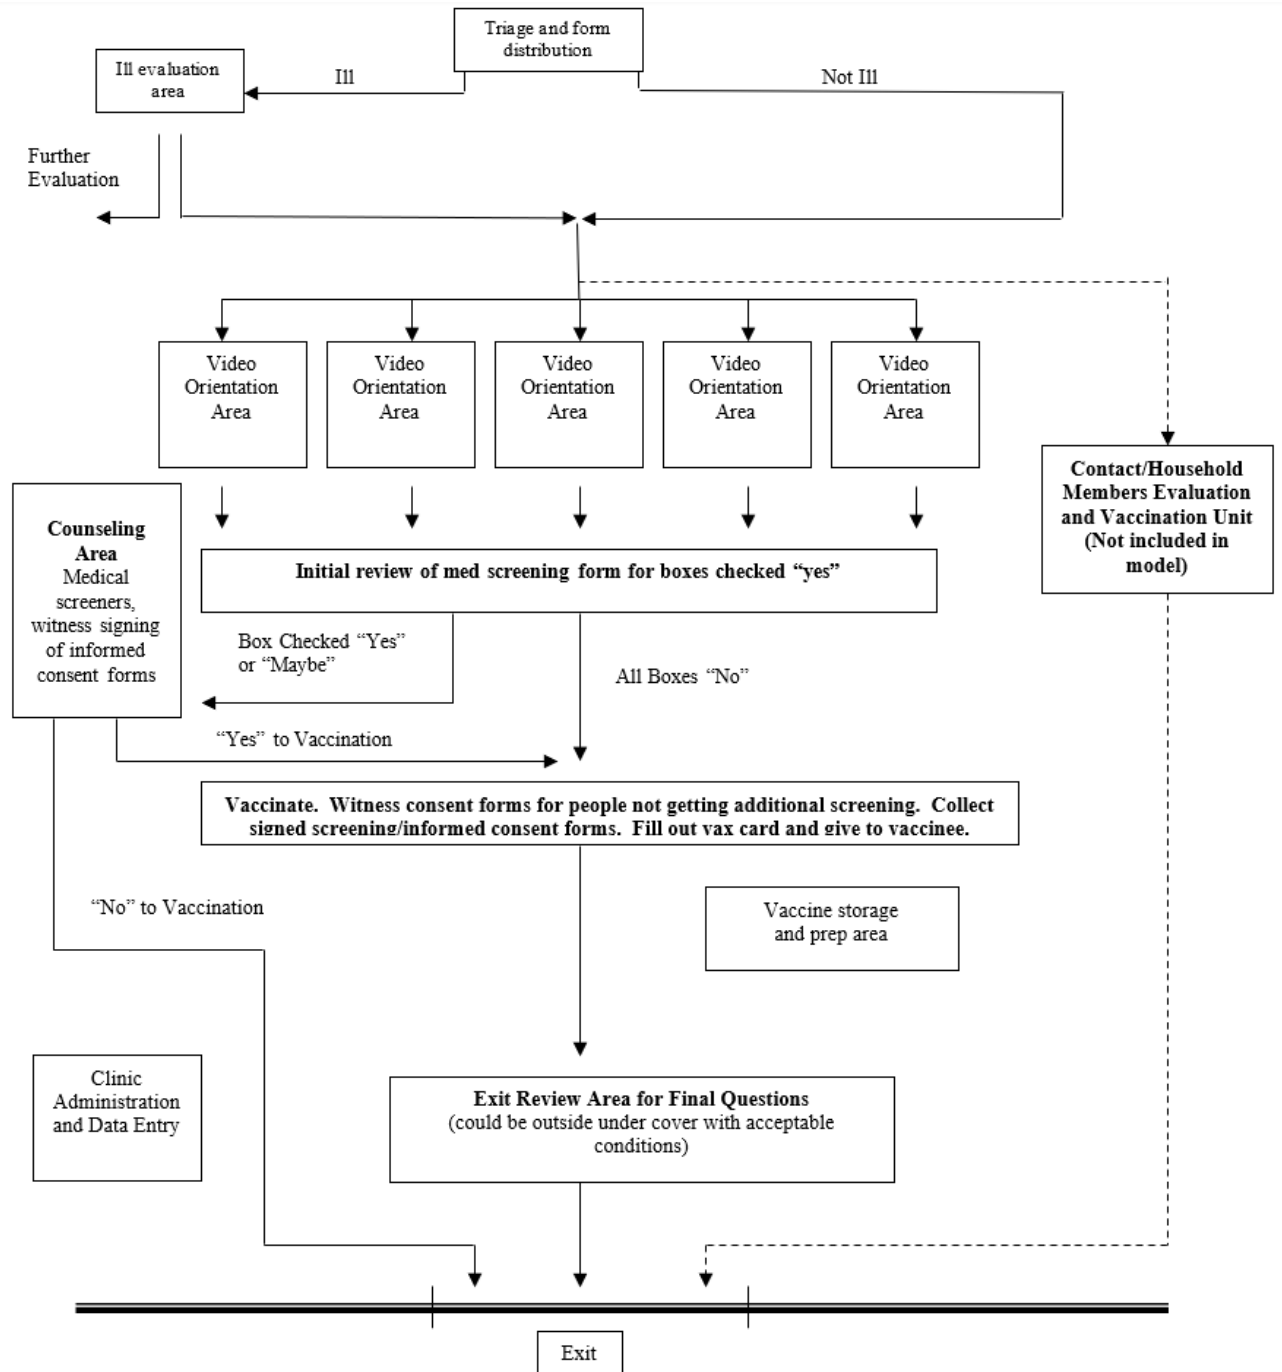 Triage and form
distribution
Ill evaluation
area
Ill
Not Ill
Further
Evaluation
Video
Orientation
Area
Video
Orientation
Area
Video
Orientation
Area
Video
Orientation
Area
Video
Orientation
Area
Contact/Household
Members Evaluation
and Vaccination Unit
(Not included in
model)
Counseling
Area
Medical
screeners,
witness signing
of informed
consent forms
Initial review of med screening form for boxes checked “yes”
Box Checked “Yes”
or “Maybe”
All Boxes “No”
“Yes” to Vaccination
Vaccinate. Witness consent forms for people not getting additional screening. Collect
signed screening/informed consent forms. Fill out vax card and give to vaccinee.
“No” to Vaccination
Vaccine storage
and prep area
Clinic
Administration
and Data Entry
Exit Review Area for Final Questions
(could be outside under cover with acceptable
conditions)
Exit